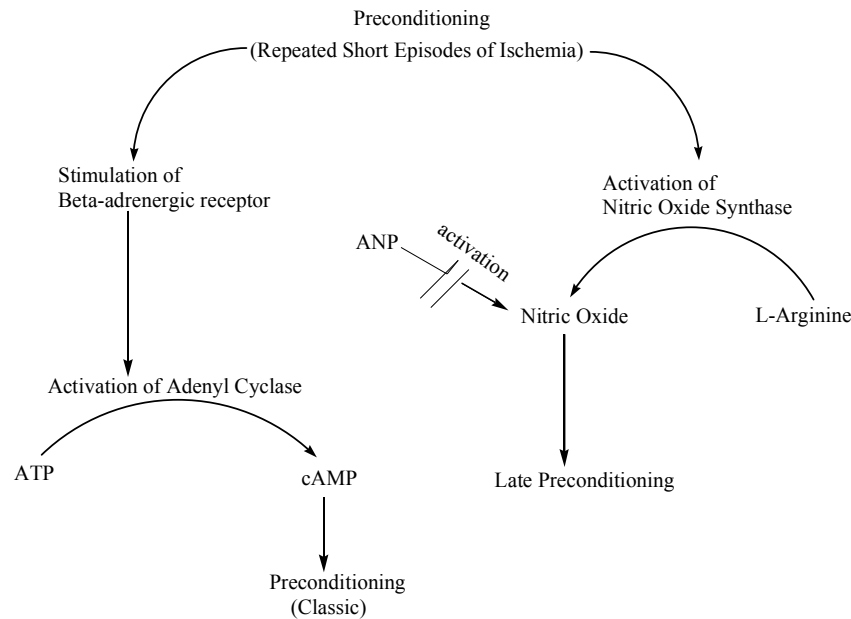 Preconditioning
(Repeated Short Episodes of Ischemia)
Stimulation of
Beta-adrenergic receptor
Activation of
Nitric Oxide Synthase
ANP
activation
Nitric Oxide
L-Arginine
Activation of Adenyl Cyclase
ATP
cAMP
Late Preconditioning
Preconditioning
(Classic)